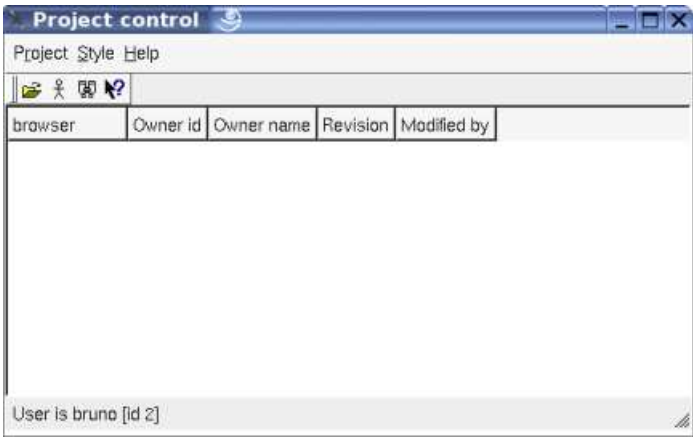 Project control
Project Style Help
browser Owner id Owner name Revision Modified by
User is bruno [id 2]